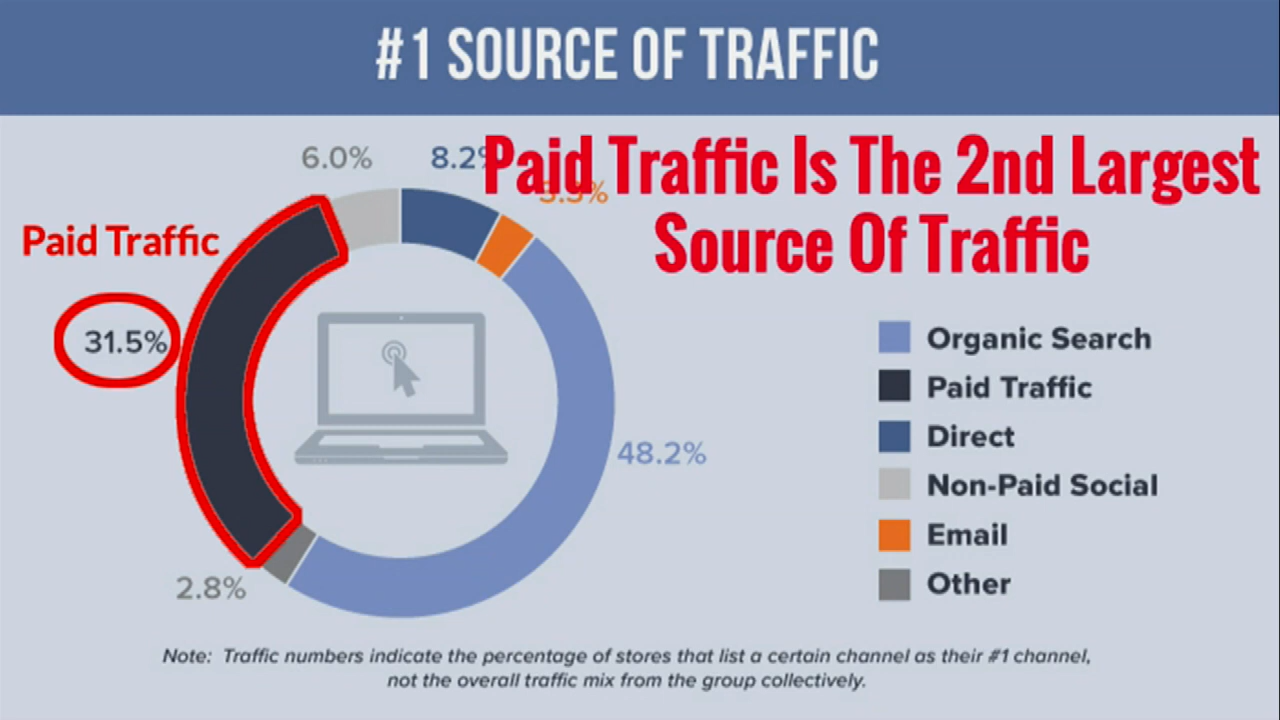 #1 SOURCE OF TRAFFIC
Paid Traffic Is The 2nd Largest
Source Of Traffic
6.0%
8.2%
Paid Traffic
31.5%
48.2%
2.8%
Organic Search
Paid Traffic
Direct
Non-Paid Social
Email
Other
Note: Traffic numbers indicate the percentage of stores that list a certain channel as their #1 channel,
not the overall traffic mix from the group collectively.